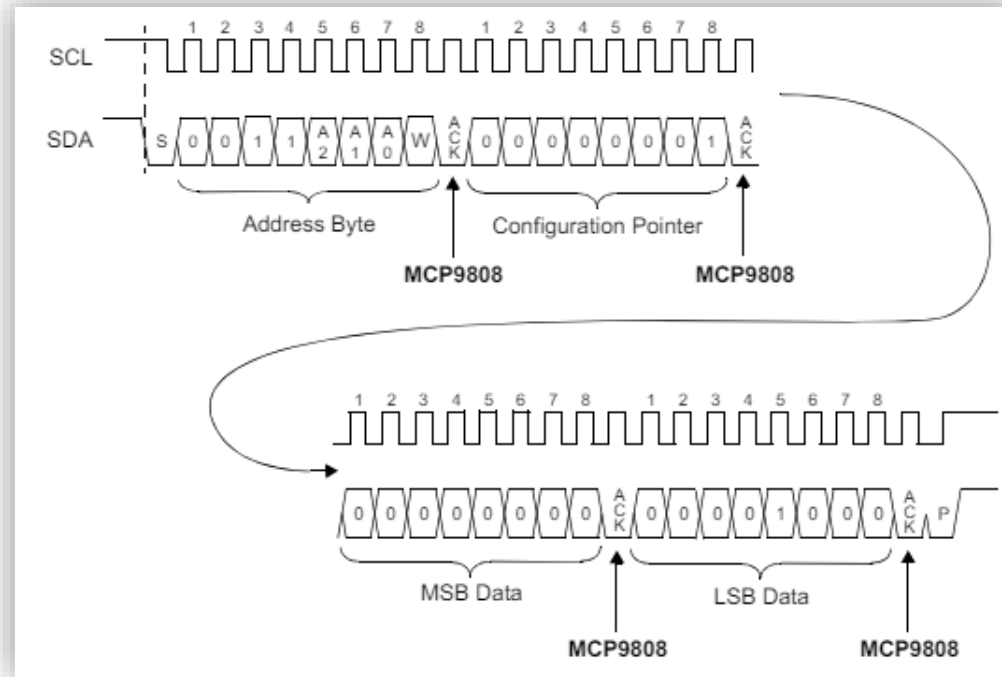 1 2 3 4 5 6 7 8 1 2 3 4 5 6 7 8
SCL
SDA S 0 0 1 1 A2 A1 A0 W ACK 0 0 0 0 0 0 0 1 ACK
Address Byte Configuration Pointer
MCP9808 MCP9808
1 2 3 4 5 6 7 8 1 2 3 4 5 6 7 8
0 0 0 0 0 0 0 0 ACK 0 0 0 0 1 0 0 0 ACK P
MSB Data LSB Data
MCP9808 MCP9808